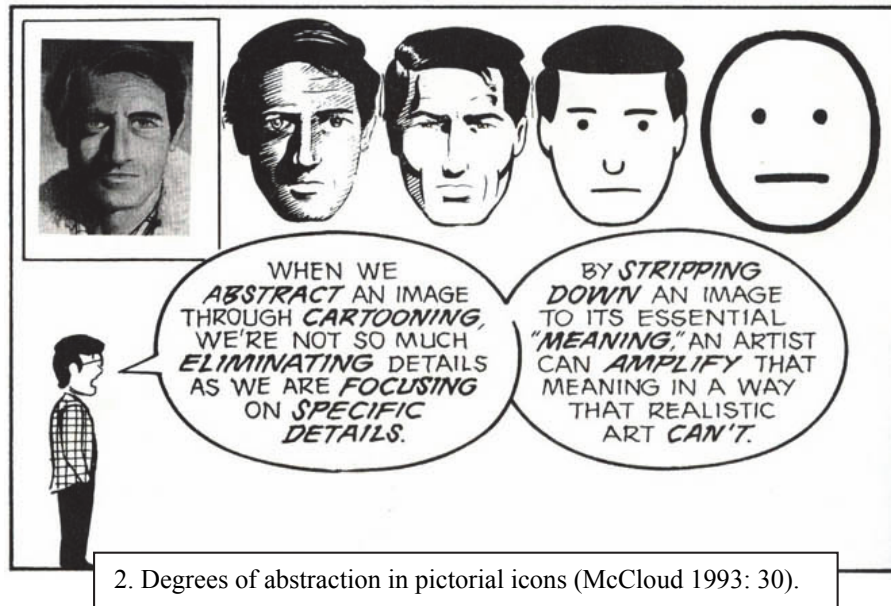 WHEN WE
ABSTRACT AN IMAGE
THROUGH CARTOONING,
WE'RE NOT SO MUCH
ELIMINATING DETAILS
AS WE ARE FOCUSING
ON SPECIFIC
DETAILS.
BY STRIPPING
DOWN AN IMAGE
TO ITS ESSENTIAL
"MEANING," AN ARTIST
CAN AMPLIFY THAT
MEANING IN A WAY
THAT REALISTIC
ART CAN'T.
2. Degrees of abstraction in pictorial icons (McCloud 1993: 30).